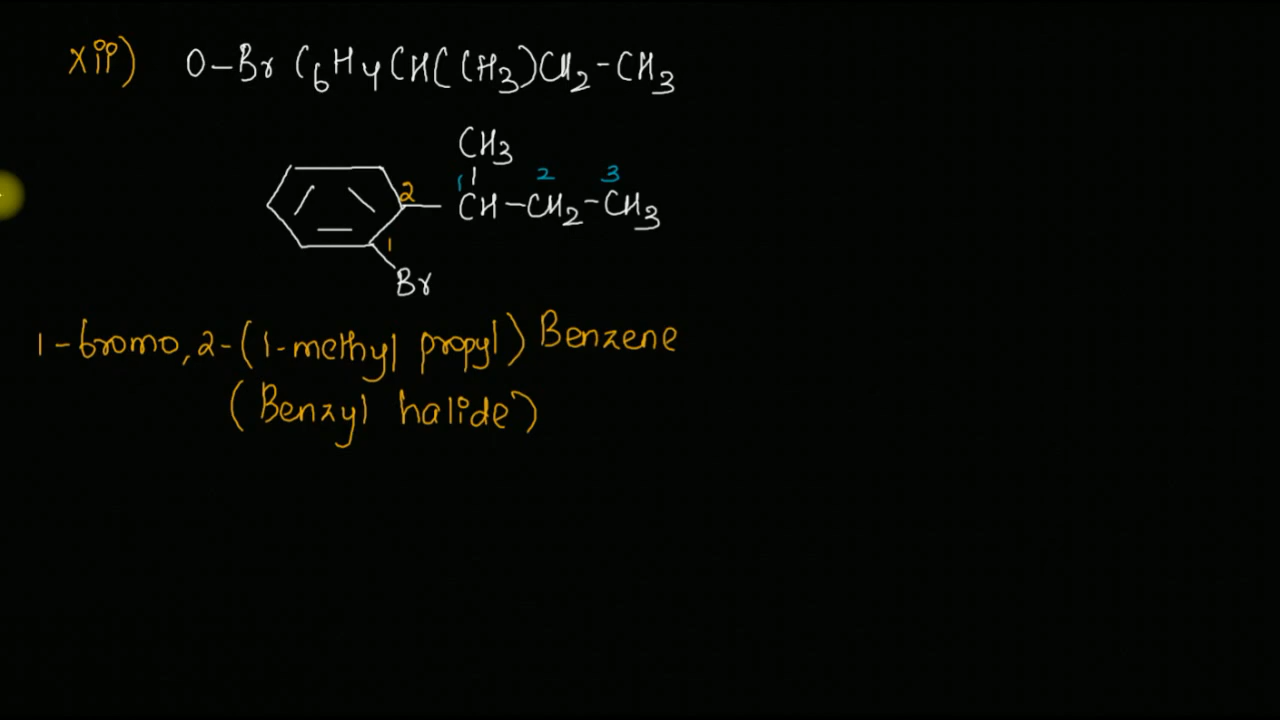 xii) O-Br C6H4CH(CH3)CH2-CH3
CH3
1 2 3
2 CH-CH2-CH3
1
Br
1-bromo,2-(1-methyl propyl) Benzene
(Benzyl halide)